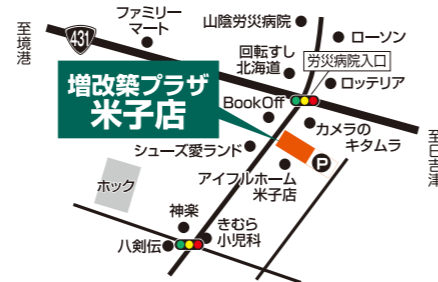 ファミリー
マート
山陰労災病院
ローソン
至境港
431
回転すし
北海道
労災病院入口
ロッテリア
増改築プラザ
米子店
BookOff
カメラの
キタムラ
シューズ愛ランド
P
至日吉津
アイフルホーム
米子店
ホック
神楽
きむら
小児科
八剣伝